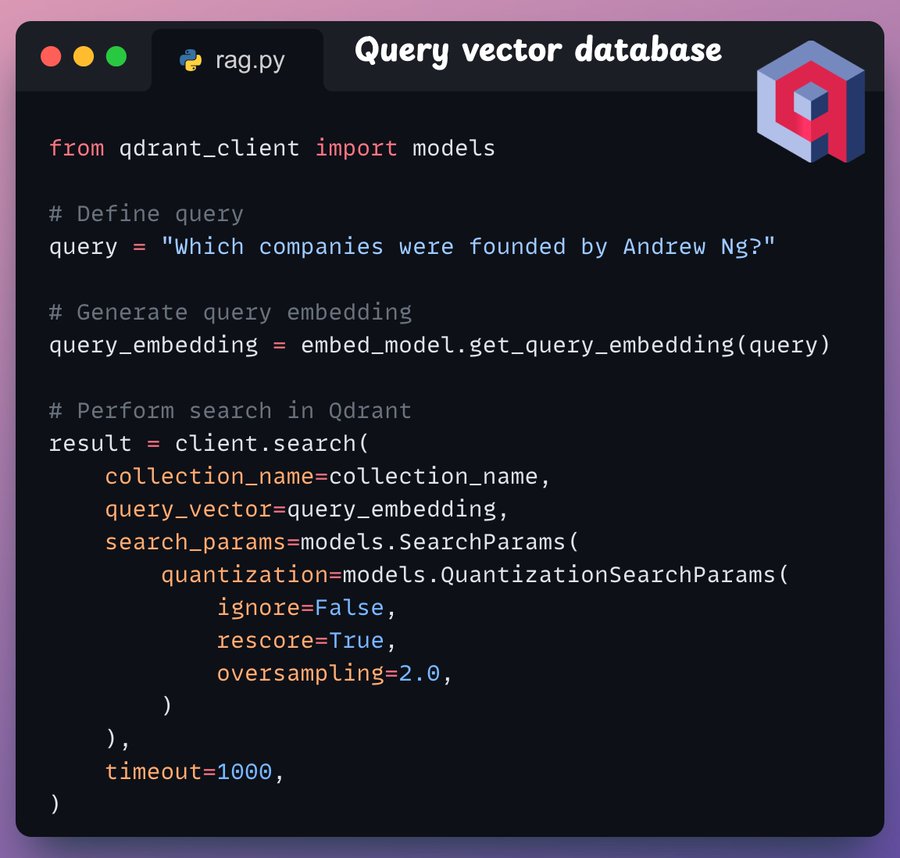 rag.py
Query vector database
from qdrant_client import models
# Define query
query = "Which companies were founded by Andrew Ng?"
# Generate query embedding
query_embedding = embed_model.get_query_embedding(query)
# Perform search in Qdrant
result = client.search(
    collection_name=collection_name,
    query_vector=query_embedding,
    search_params=models.SearchParams(
        quantization=models.QuantizationSearchParams(
            ignore=False,
            rescore=True,
            oversampling=2.0,
        )
    ),
    timeout=1000,
)